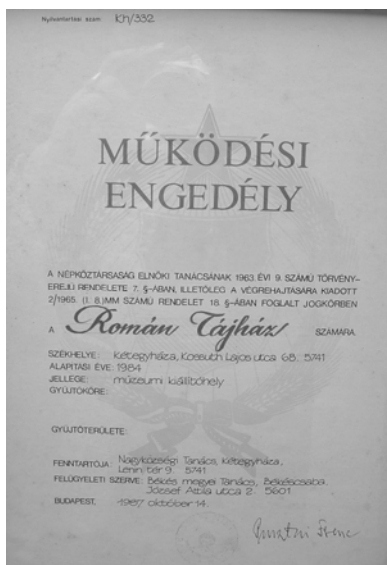 Nyilvántartási szám: KH/332
MŰKÖDÉSI
ENGEDÉLY
A NÉPKÖZTÁRSASÁG ELNÖKI TANÁCSÁNAK 1963. ÉVI 9. SZÁMÚ TÖRVÉNY-
EREJŰ RENDELETE 7. §-ÁBAN, ILLETŐLEG A VÉGREHAJTÁSÁRA KIADOTT
2/1965. (I. 8.) MM SZÁMÚ RENDELET 18. §-ÁBAN FOGLALT JOGKÖRBEN
A Román Tájház SZÁMÁRA.
SZÉKHELYE: Kétegyháza, Kossuth Lajos utca 68. 5741
ALAPÍTÁSI ÉVE: 1984
JELLEGE: múzeumi kiállítóhely
GYŰJTŐKÖRE:
GYŰJTŐTERÜLETE:
FENNTARTÓJA: Nagyközségi Tanács, Kétegyháza,
Lenin tér 9. 5741
FELÜGYELETI SZERVE: Békés megyei Tanács, Békéscsaba,
József Attila utca 2. 5601
BUDAPEST, 1987 október 14.